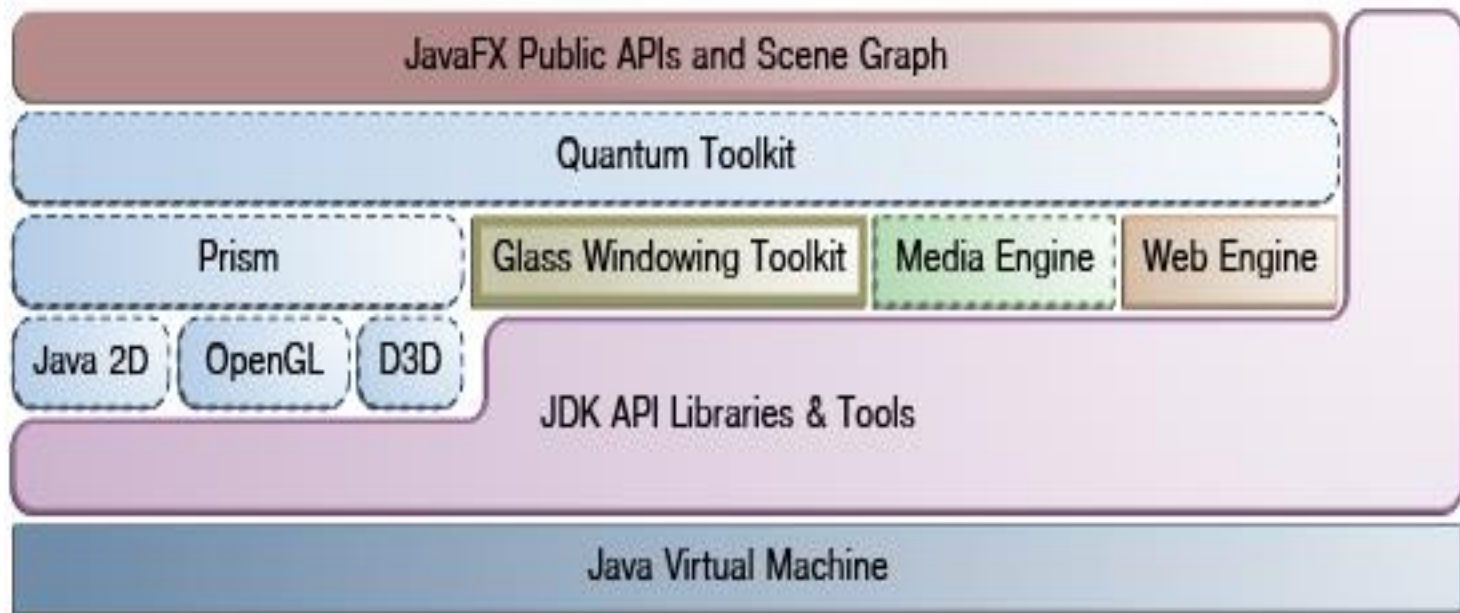 JavaFX Public APIs and Scene Graph
Quantum Toolkit
Prism
Glass Windowing Toolkit
Media Engine
Web Engine
Java 2D
OpenGL
D3D
JDK API Libraries & Tools
Java Virtual Machine